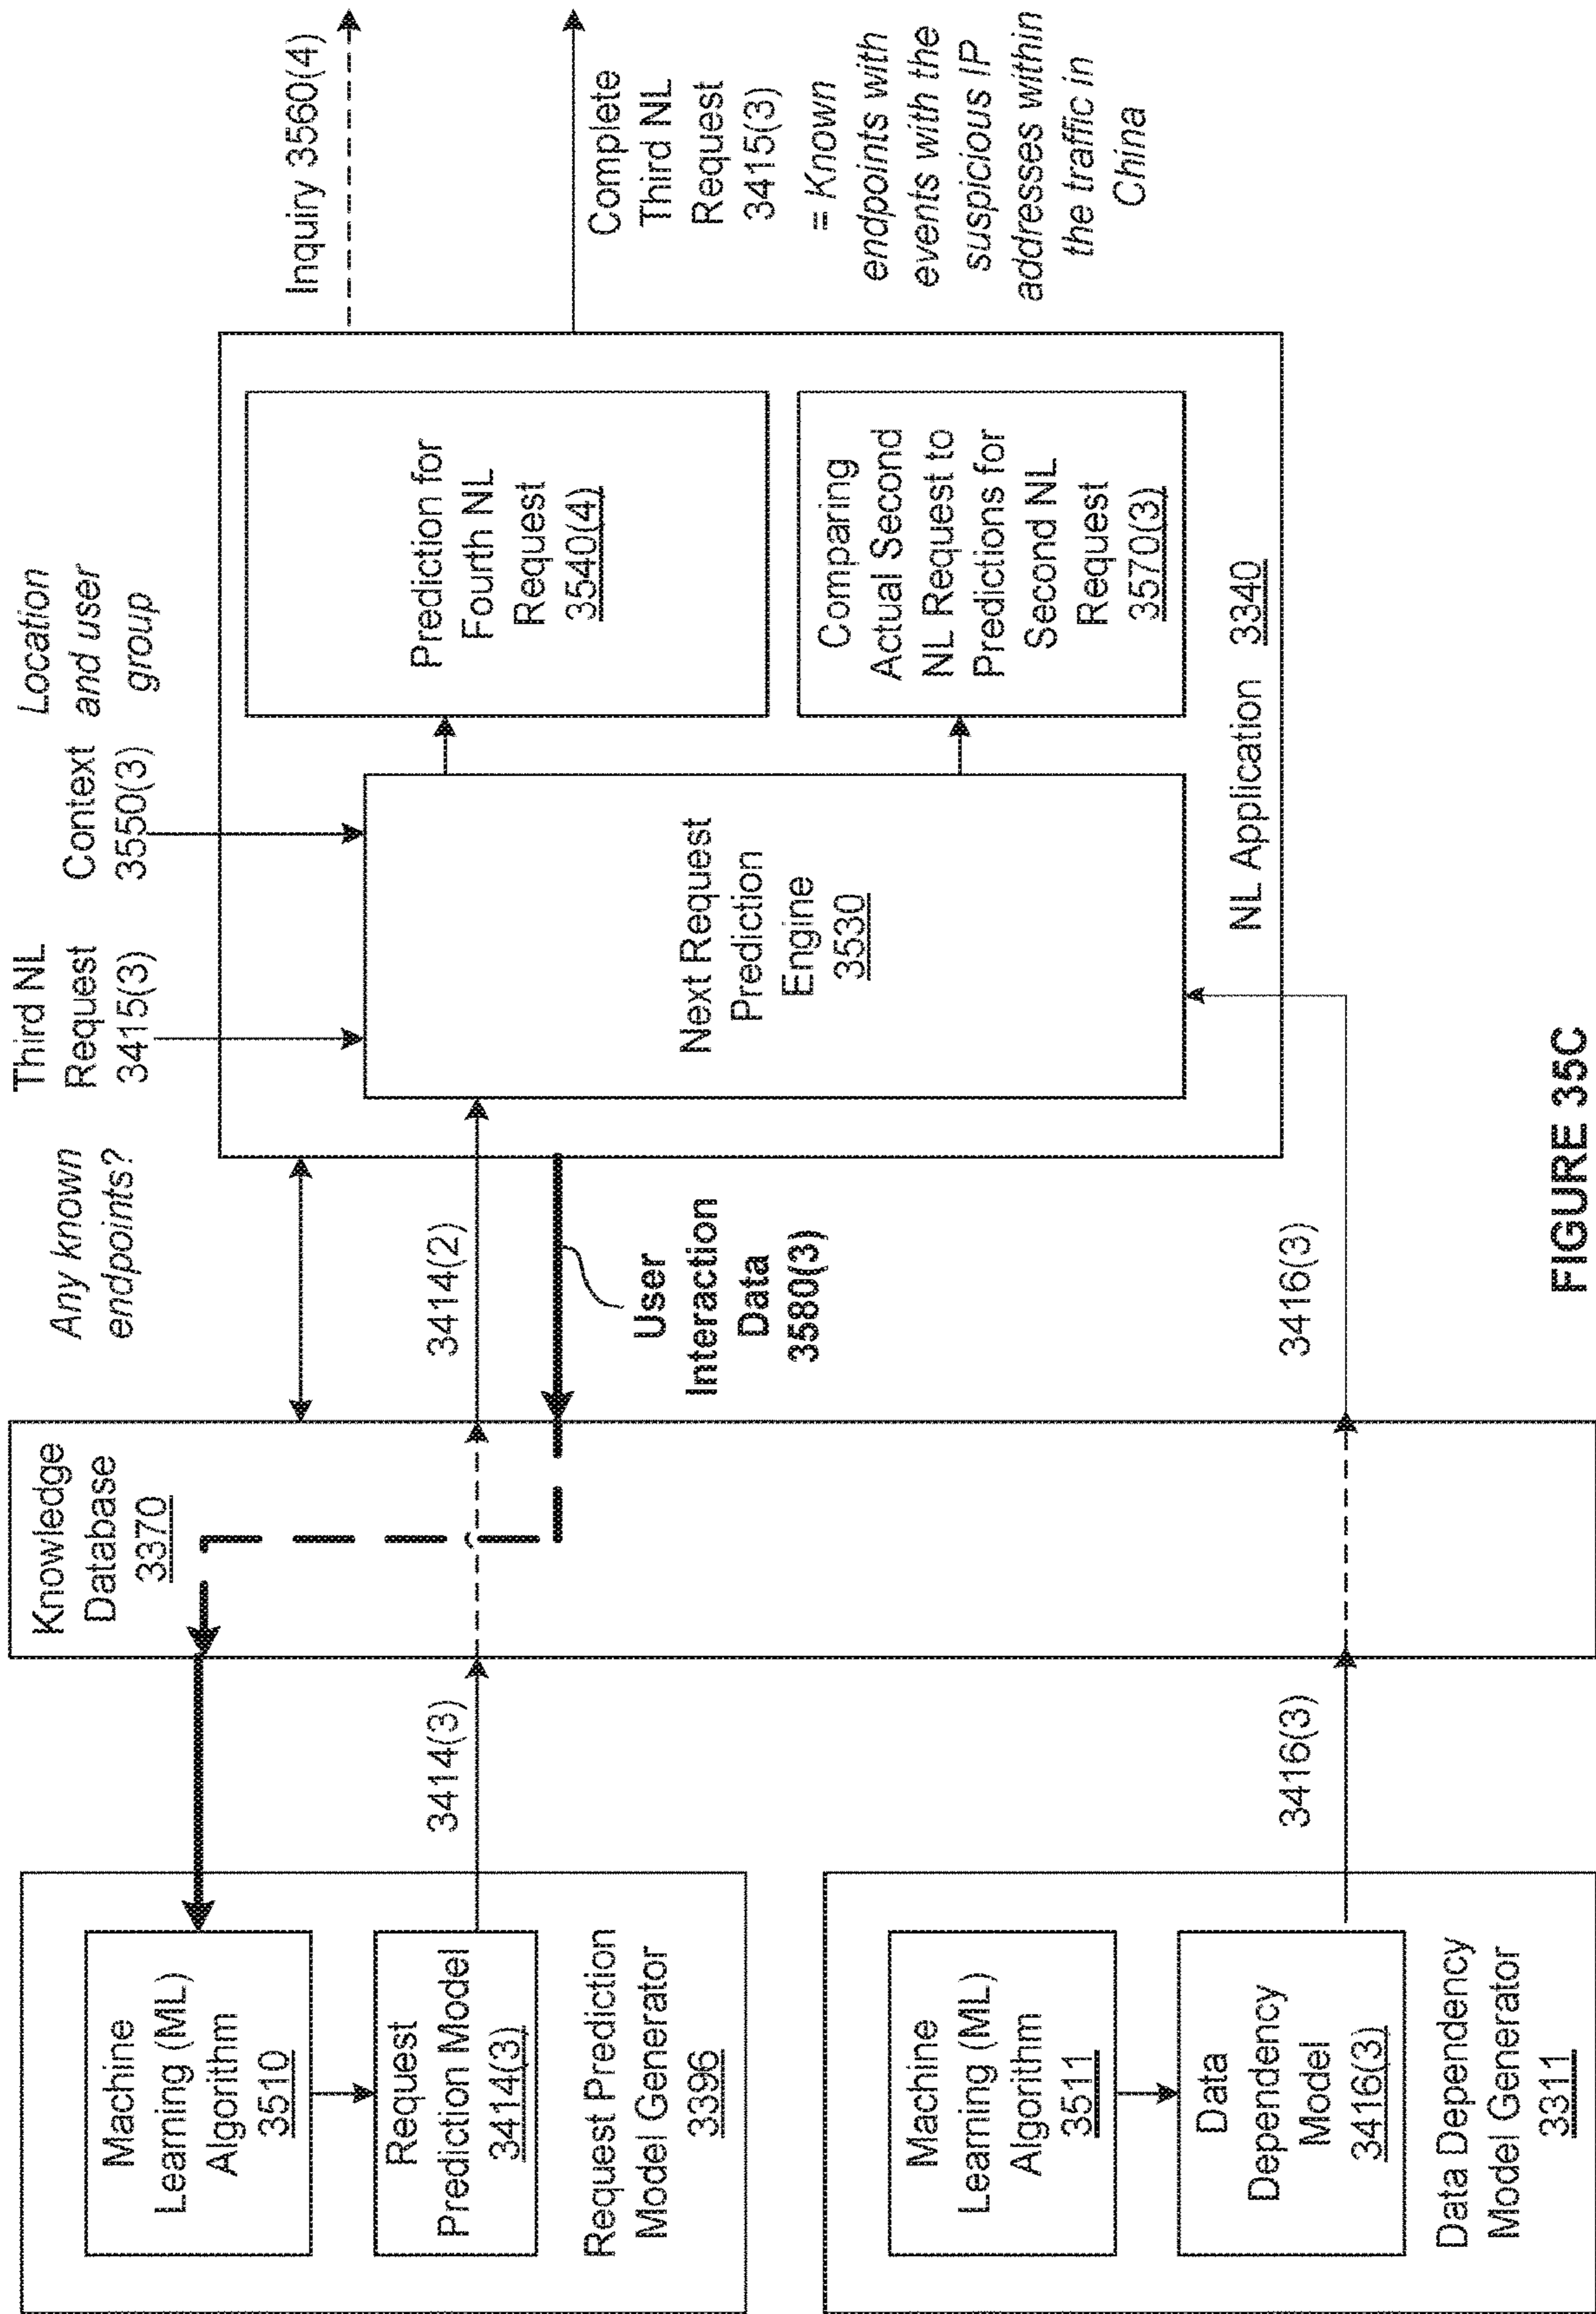 Machine
Learning (ML)
Algorithm
3510
Request
Prediction Model
3414(3)
Request Prediction
Model Generator
3396
Machine
Learning (ML)
Algorithm
3511
Data
Dependency
Model
3416(3)
Data Dependency
Model Generator
3311
3414(3)
3416(3)
Knowledge
Database
3370
Any known
endpoints?
3414(2)
User
Interaction
Data
3580(3)
3416(3)
Third NL
Request
3415(3)
Context
3550(3)
Location
and user
group
Next Request
Prediction
Engine
3530
Prediction for
Fourth NL
Request
3540(4)
Comparing
Actual Second
NL Request to
Predictions for
Second NL
Request
3570(3)
NL Application 3340
Inquiry 3560(4)
Complete
Third NL
Request
3415(3)
= Known
endpoints with
events with the
suspicious IP
addresses within
the traffic in
China
FIGURE 35C